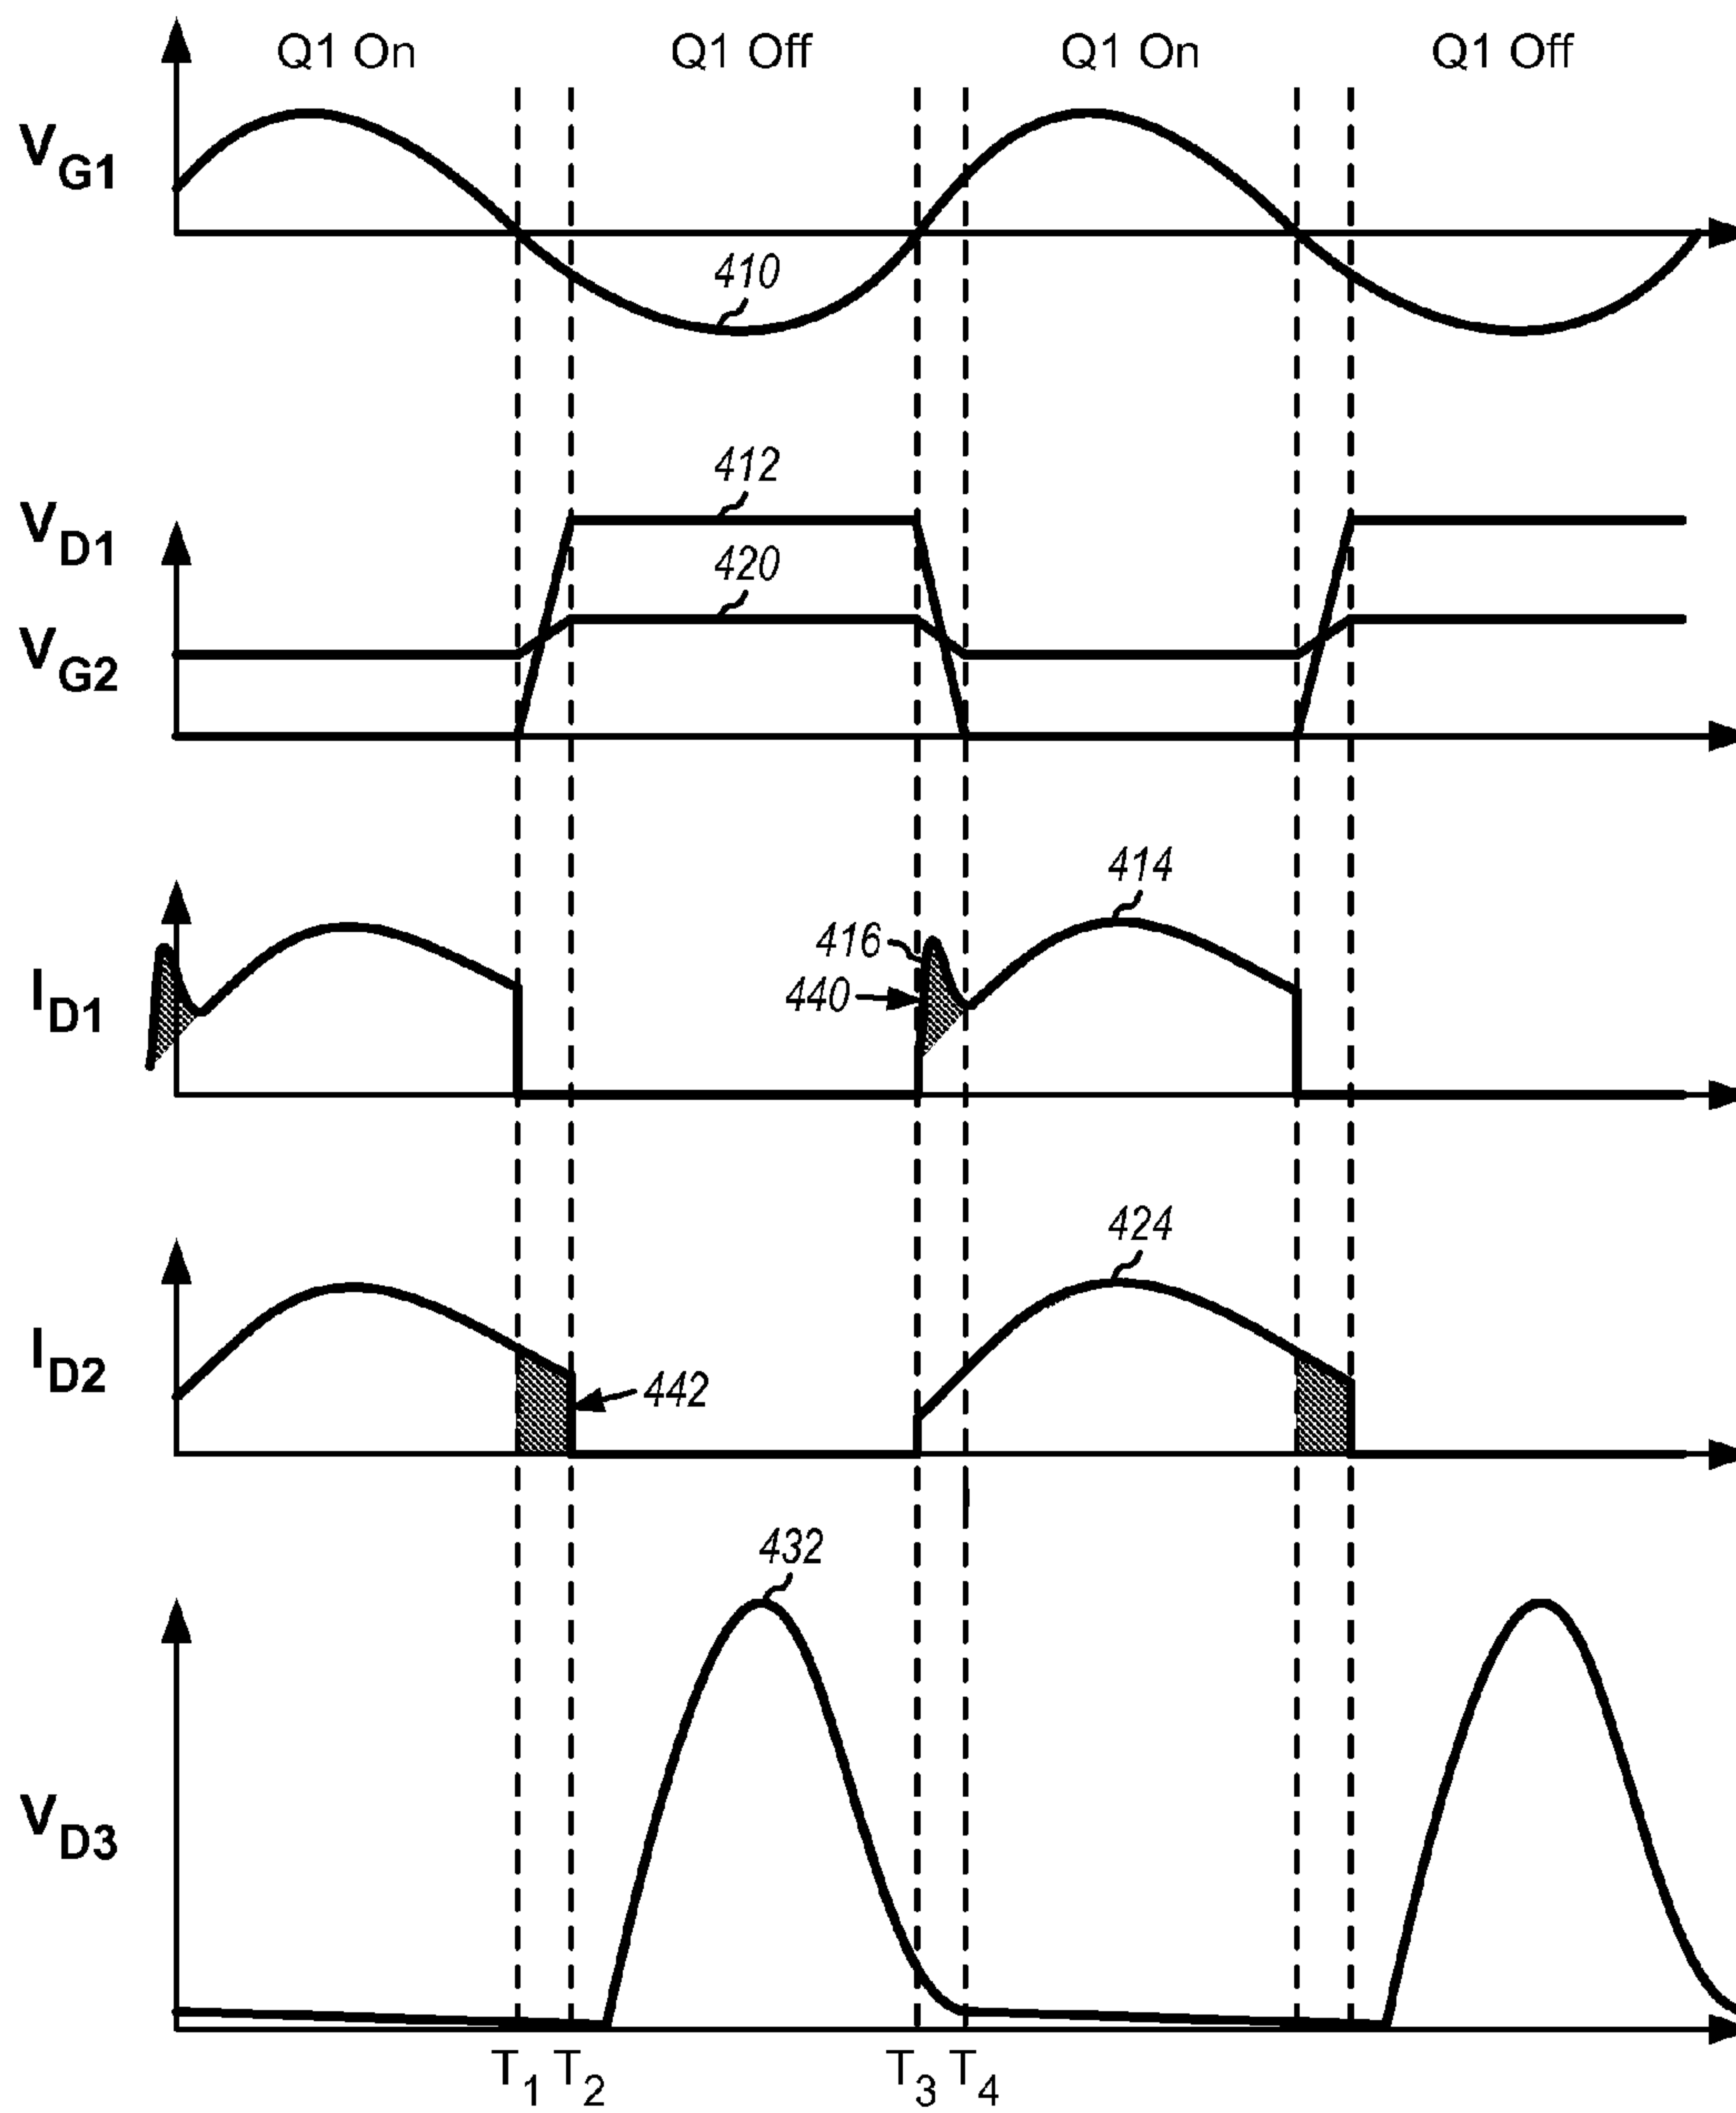 Q1 On Q1 Off Q1 On Q1 Off
VG1
410
412
VD1
420
VG2
414
416
440
ID1
424
ID2
442
432
VD3
T1 T2 T3 T4